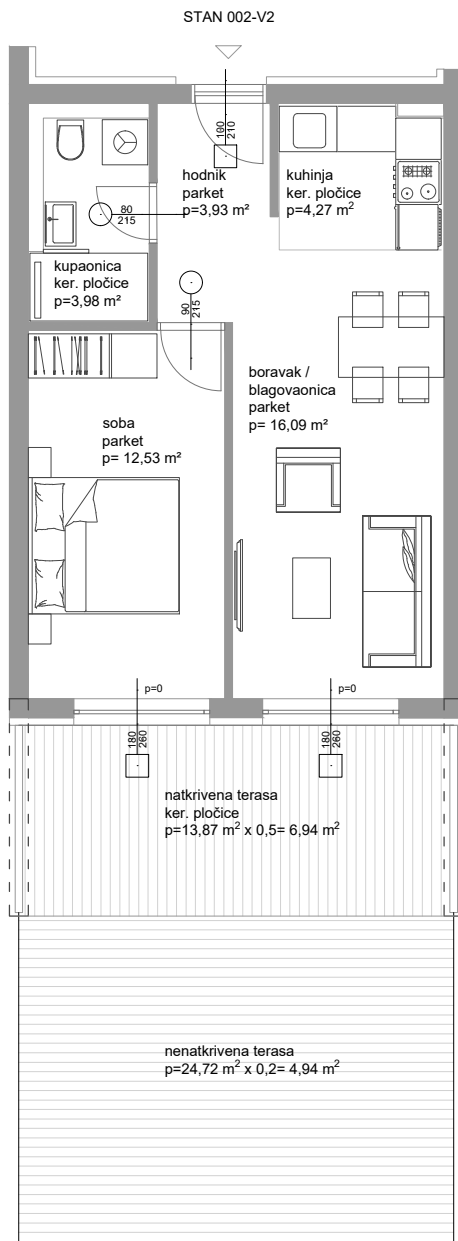 STAN 002-V2
100
210
hodnik
parket
p=3,93 m²
kuhinja
ker. pločice
p=4,27 m²
80
215
kupaonica
ker. pločice
p=3,98 m²
90
215
boravak /
blagovaonica
parket
p= 16,09 m²
soba
parket
p= 12,53 m²
p=0
p=0
180
260
180
260
natkrivena terasa
ker. pločice
p=13,87 m² x 0,5= 6,94 m²
nenatkrivena terasa
p=24,72 m² x 0,2= 4,94 m²